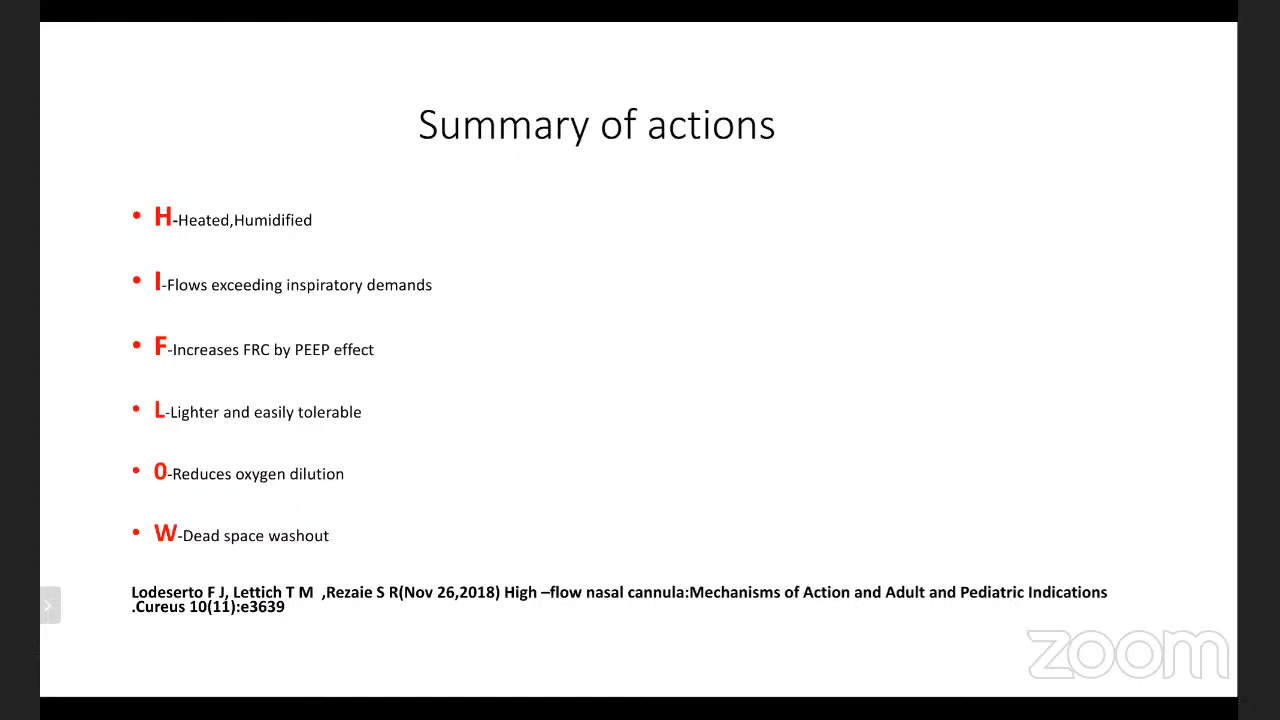 Summary of actions
• H-Heated,Humidified
• I-Flows exceeding inspiratory demands
• F-Increases FRC by PEEP effect
• L-Lighter and easily tolerable
• 0-Reduces oxygen dilution
• W-Dead space washout
Lodeserto F J, Lettich T M ,Rezaie S R(Nov 26,2018) High –flow nasal cannula:Mechanisms of Action and Adult and Pediatric Indications
.Cureus 10(11):e3639
zoom